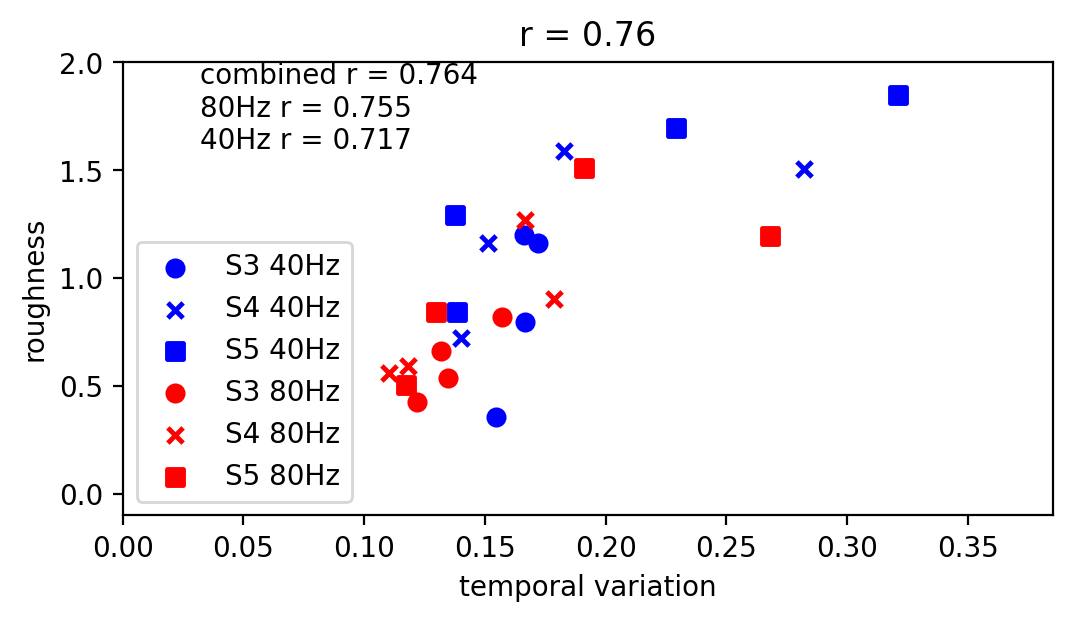 r = 0.76
combined r = 0.764
80Hz r = 0.755
40Hz r = 0.717
2.0
1.5
1.0
0.5
0.0
roughness
S3 40Hz
S4 40Hz
S5 40Hz
S3 80Hz
S4 80Hz
S5 80Hz
0.00 0.05 0.10 0.15 0.20 0.25 0.30 0.35
temporal variation